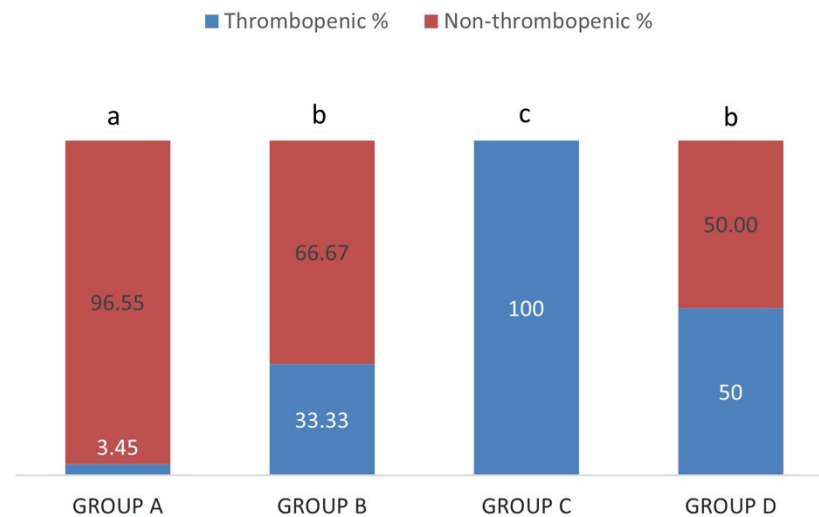 Thrombopenic % Non-thrombopenic %
a b c b
50.00
66.67
96.55 100
50
33.33
3.45
GROUP A GROUP B GROUP C GROUP D